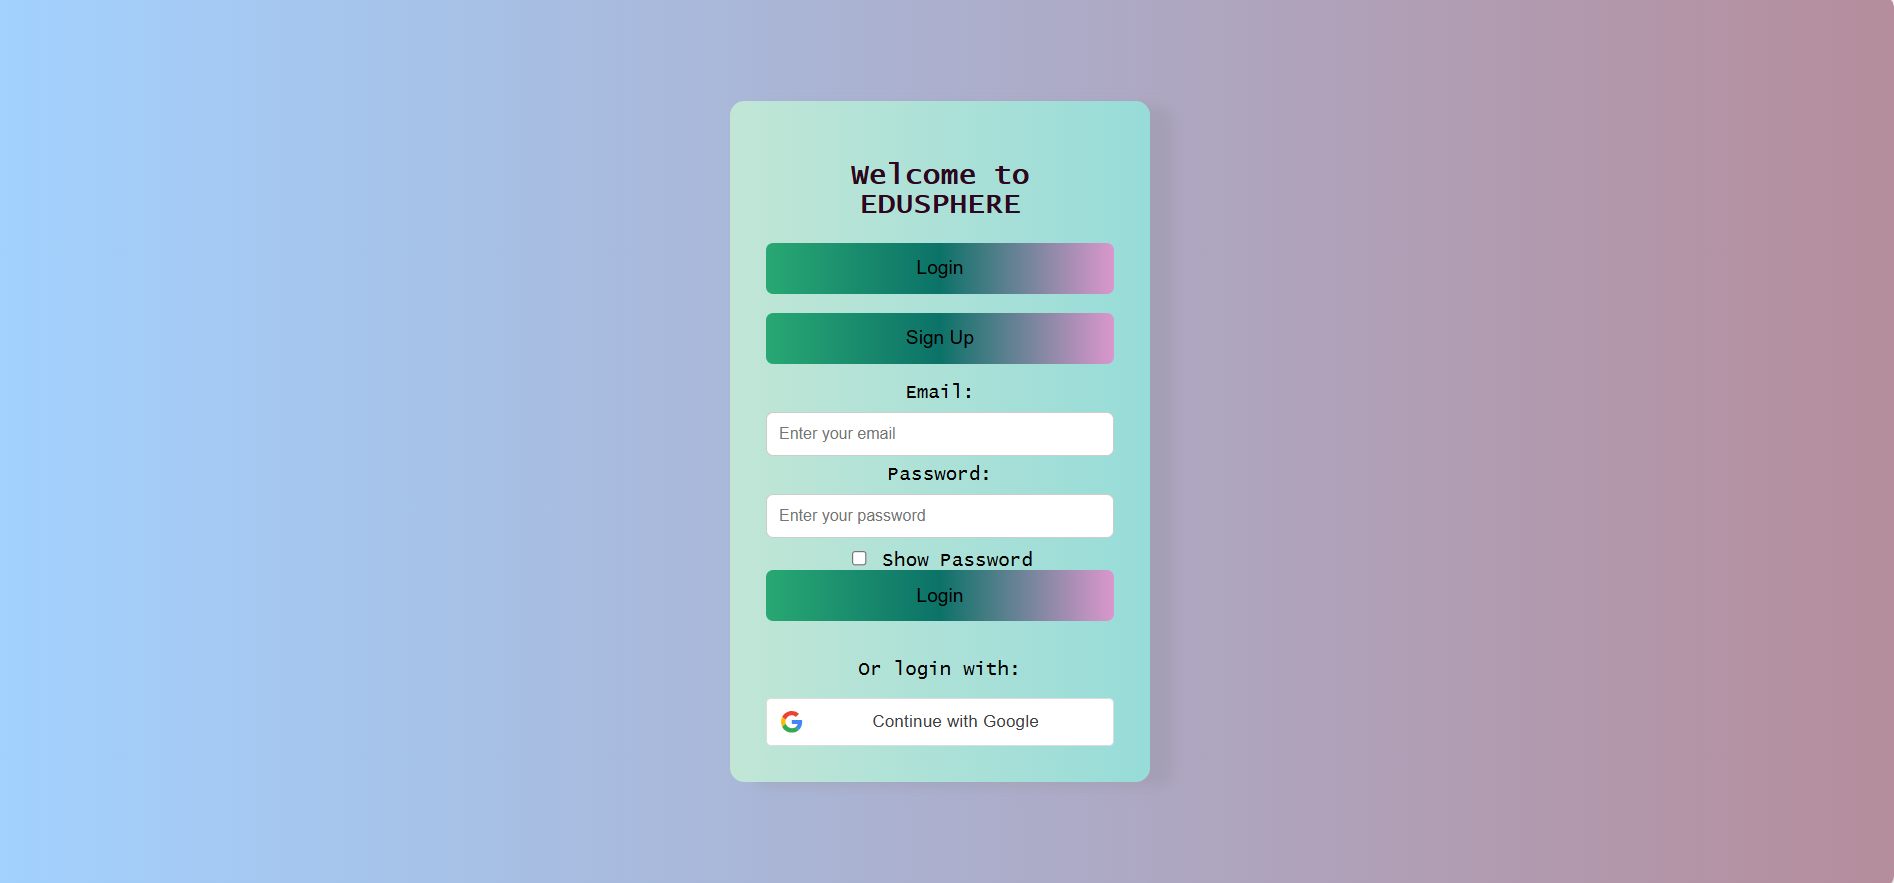 Welcome to
EDUSPHERE
Login
Sign Up
Email:
Enter your email
Password:
Enter your password
Show Password
Login
Or login with:
Continue with Google